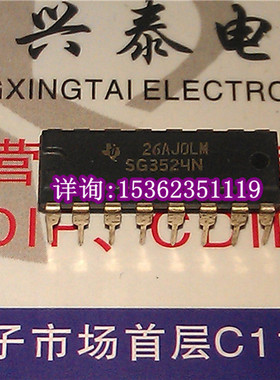 兴泰电
GXINGTAI ELECTRO
26AJ0LM
SG3524N
营
详询:15362351119
DIP、CDI
子市场首层C1